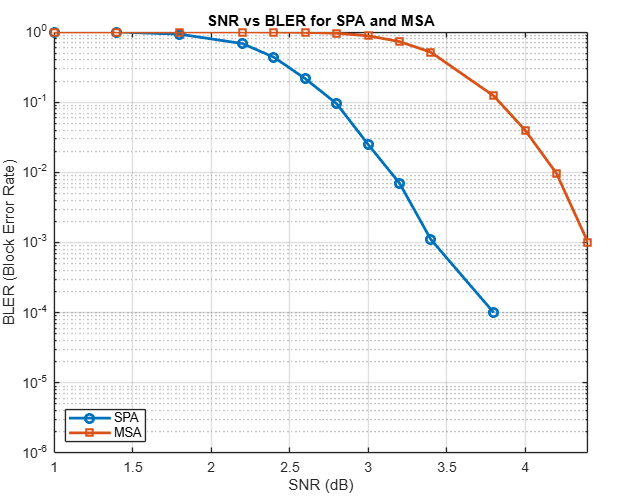 SNR vs BLER for SPA and MSA
BLER (Block Error Rate)
10⁰
10⁻¹
10⁻²
10⁻³
10⁻⁴
10⁻⁵
10⁻⁶
SPA
MSA
1 1.5 2 2.5 3 3.5 4
SNR (dB)